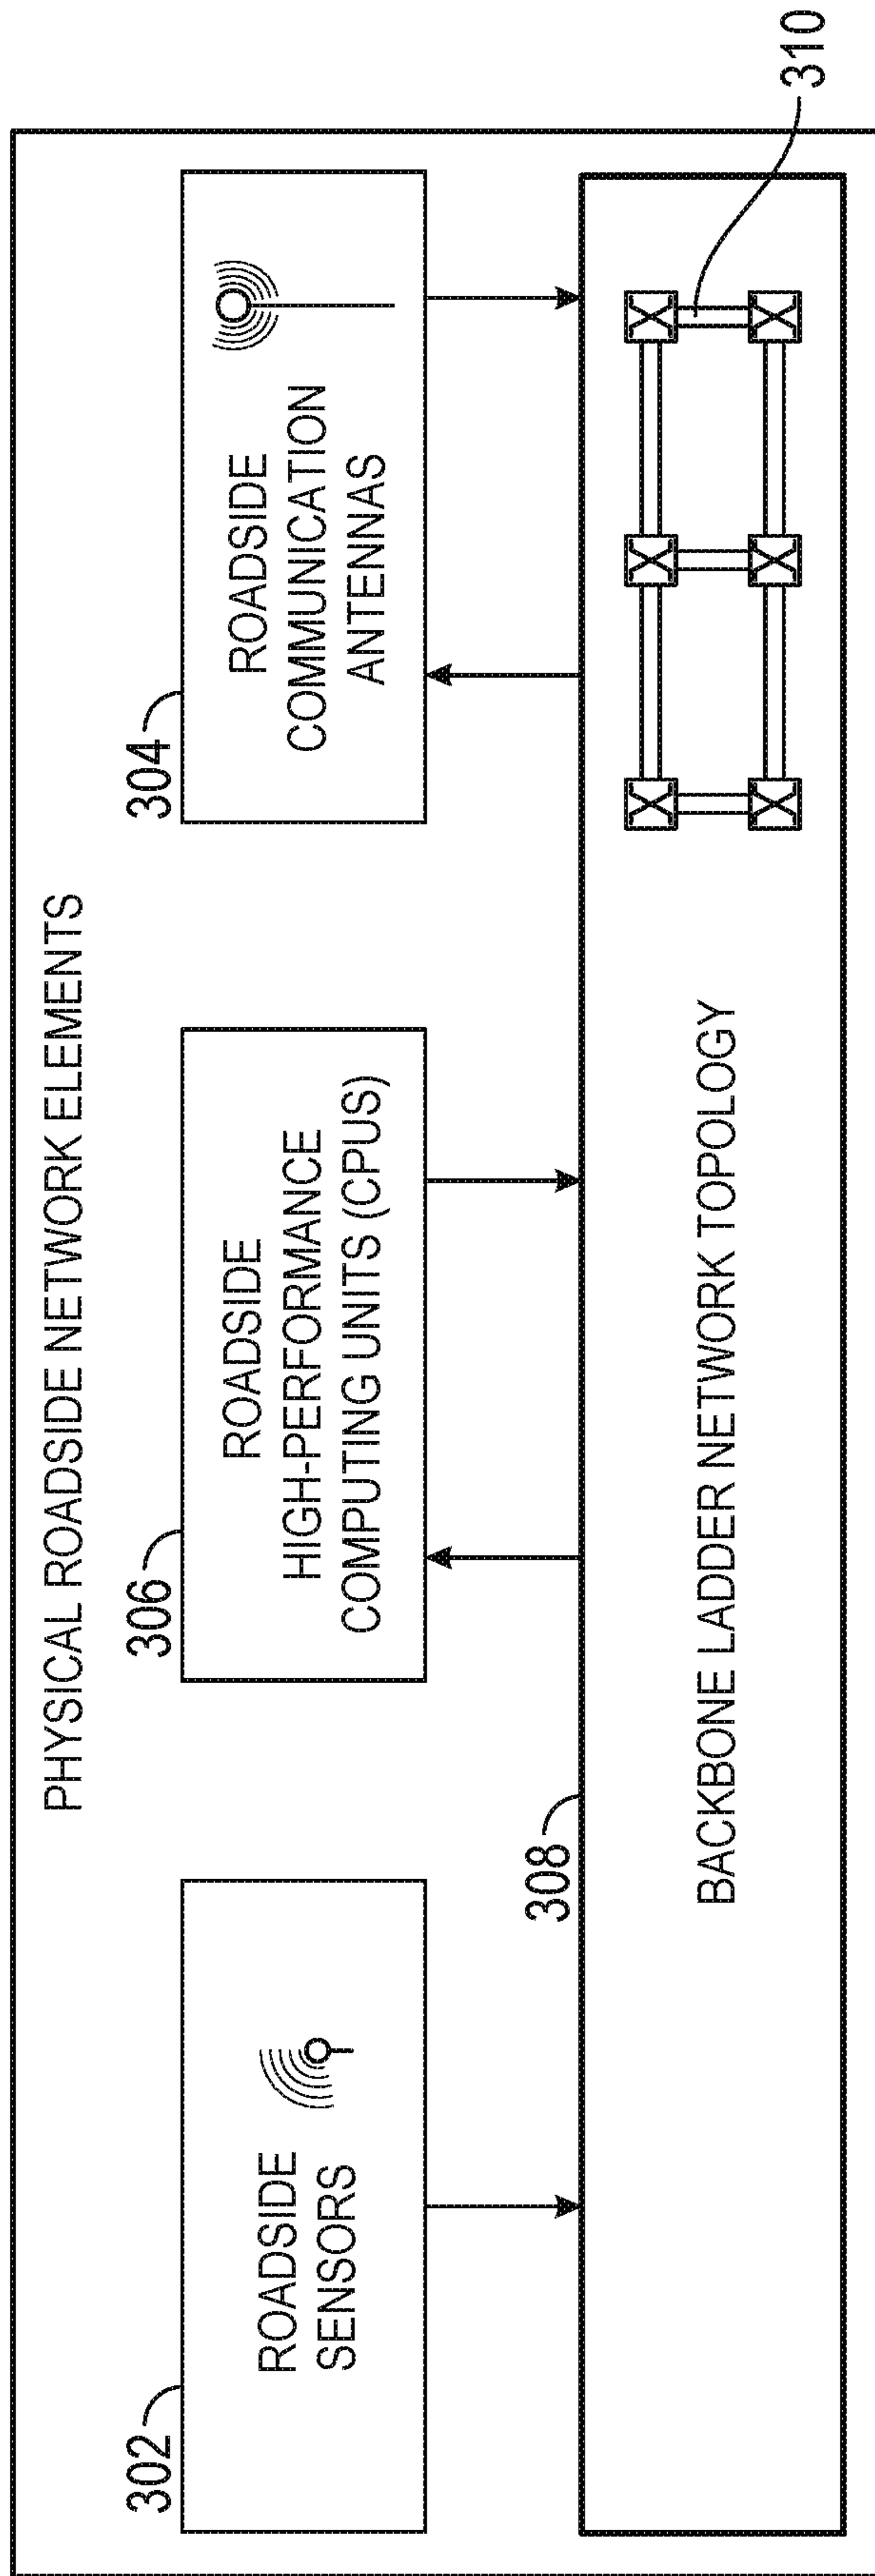 PHYSICAL ROADSIDE NETWORK ELEMENTS
302
ROADSIDE
SENSORS
306
ROADSIDE
HIGH-PERFORMANCE
COMPUTING UNITS (CPUS)
304
ROADSIDE
COMMUNICATION
ANTENNAS
308
BACKBONE LADDER NETWORK TOPOLOGY
310